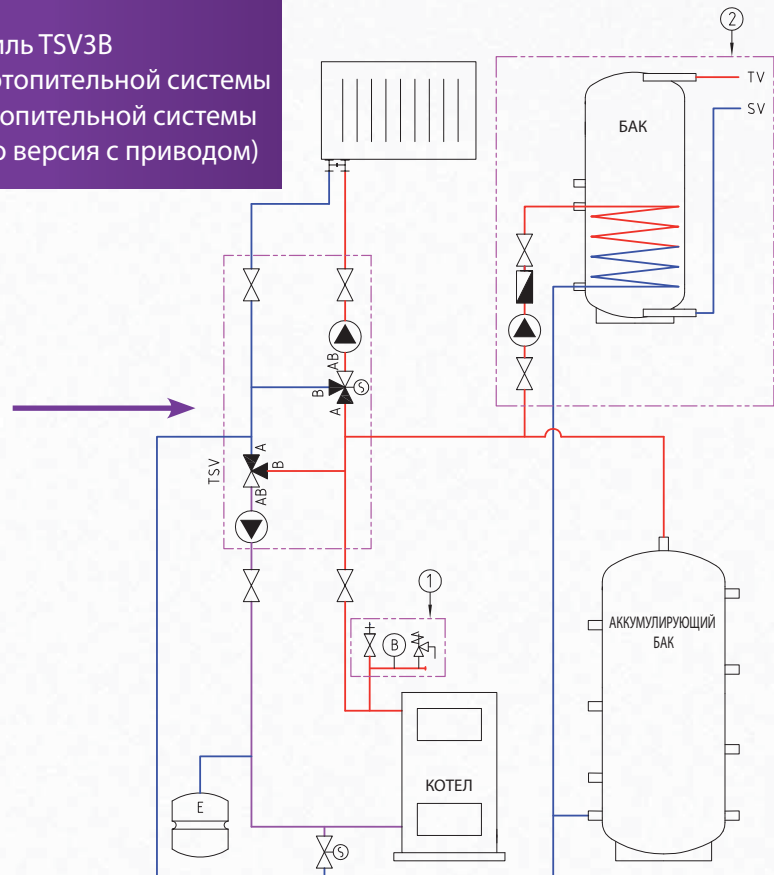 иль TSV3B
отопительной системы
опительной системы
о версия с приводом)
2
TV
SV
БАК
AB
B
S
A
A
B
TSV
AB
1
B
АККУМУЛИРУЮЩИЙ
БАК
КОТЕЛ
E
S